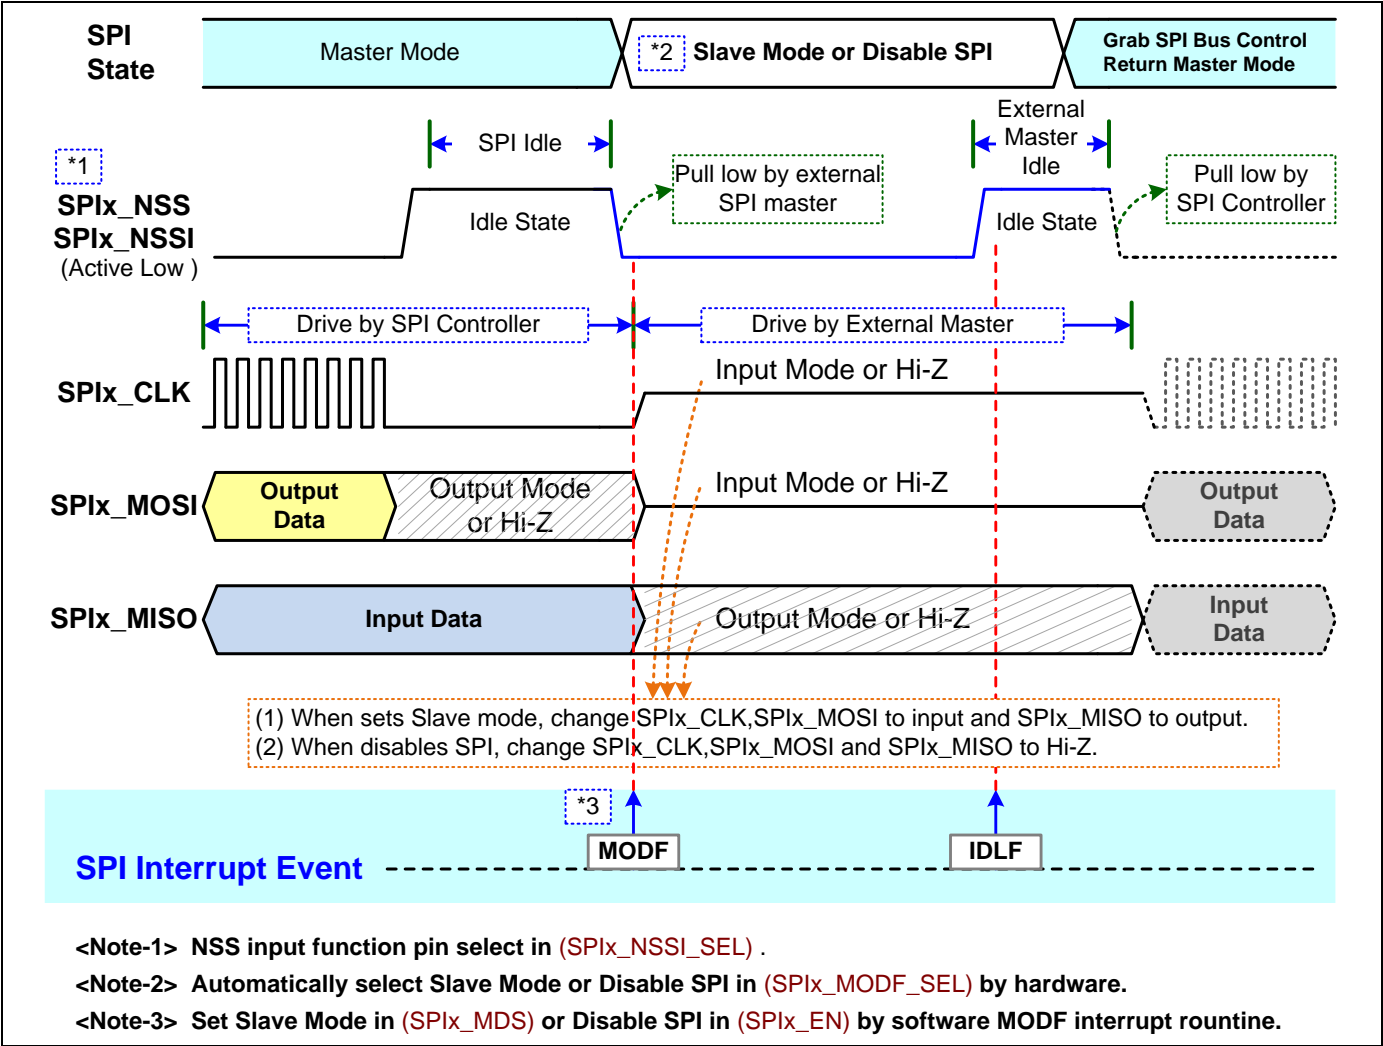 SPI
State
Master Mode
*2
Slave Mode or Disable SPI
Grab SPI Bus Control
Return Master Mode
SPI Idle
External
Master
Idle
*1
SPIx_NSS
SPIx_NSSI
(Active Low )
Idle State
Pull low by external
SPI master
Idle State
Pull low by
SPI Controller
Drive by SPI Controller
Drive by External Master
SPIx_CLK
Input Mode or Hi-Z
SPIx_MOSI
Output
Data
Output Mode
or Hi-Z
Input Mode or Hi-Z
Output
Data
SPIx_MISO
Input Data
Output Mode or Hi-Z
Input
Data
(1) When sets Slave mode, change SPIx_CLK,SPIx_MOSI to input and SPIx_MISO to output.
(2) When disables SPI, change SPIx_CLK,SPIx_MOSI and SPIx_MISO to Hi-Z.
*3
MODF
IDLF
SPI Interrupt Event
<Note-1> NSS input function pin select in (SPIx_NSSI_SEL) .
<Note-2> Automatically select Slave Mode or Disable SPI in (SPIx_MODF_SEL) by hardware.
<Note-3> Set Slave Mode in (SPIx_MDS) or Disable SPI in (SPIx_EN) by software MODF interrupt rountine.